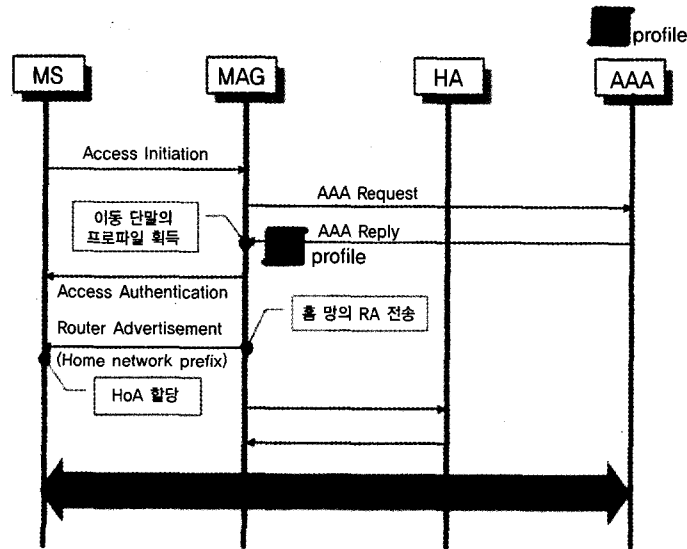 profile
MS
MAG
HA
AAA
Access Initiation
AAA Request
이동 단말의
프로파일 획득
AAA Reply
profile
Access Authentication
홈 망의 RA 전송
Router Advertisement
(Home network prefix)
HoA 할당